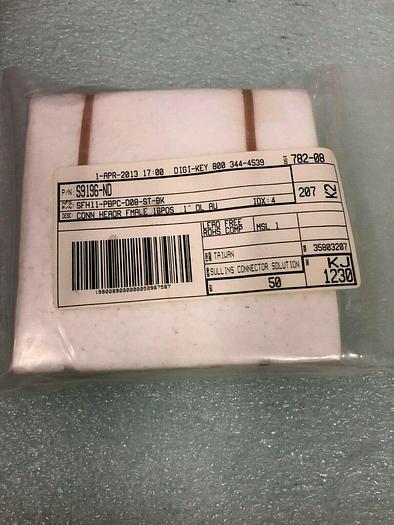 1-APR-2013 17:00 DIGI-KEY 800 344-4539 782-08
P/N: S9196-ND
SFH11-PBPC-D08-ST-BK IDX: 4
207 K2
DESC CONN HEADR FMALE 16POS .1" DL AU
LEAD FREE
ROHS COMP
MSL 1
TAIWAN
35803207
SULLINS CONNECTOR SOLUTION
KJ
50
1230